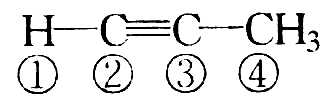 H—C≡C—CH₃
① ② ③ ④